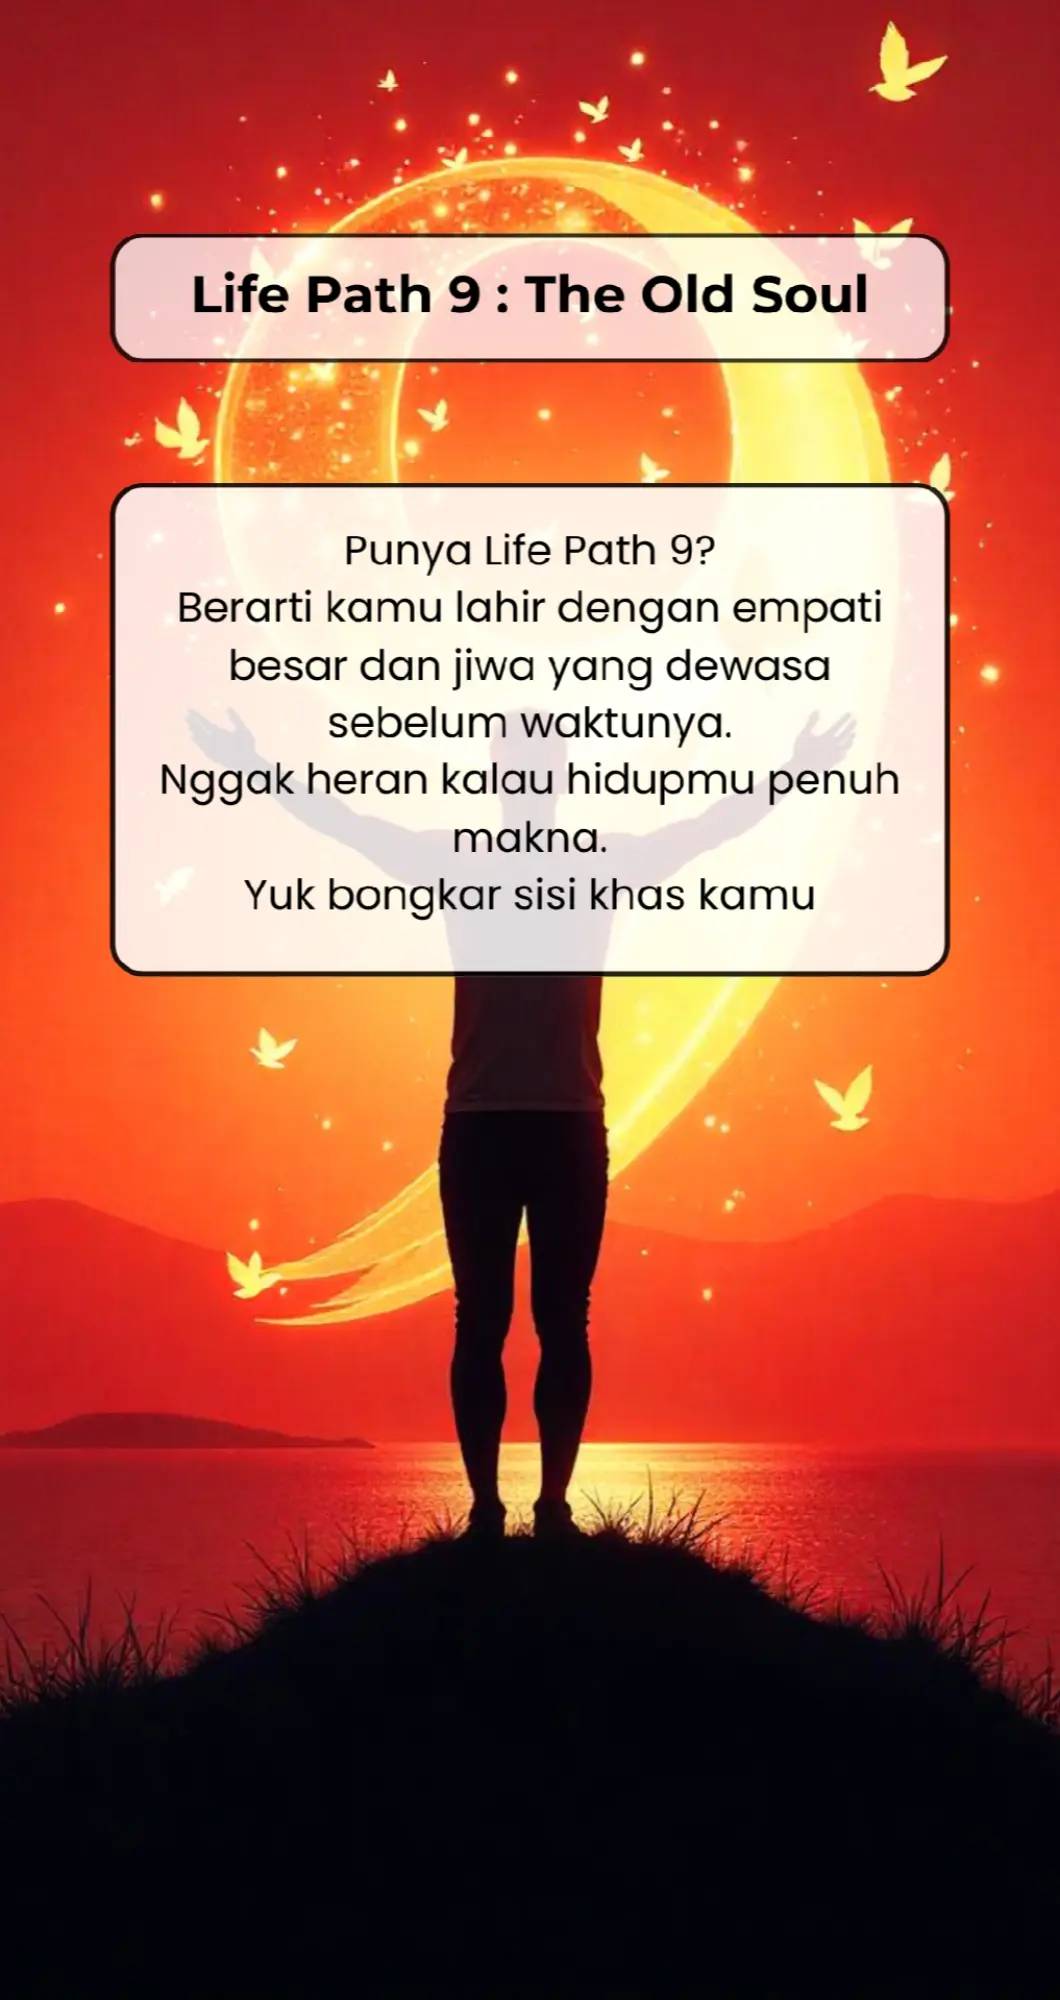 Life Path 9 : The Old Soul
Punya Life Path 9?
Berarti kamu lahir dengan empati
besar dan jiwa yang dewasa
sebelum waktunya.
Nggak heran kalau hidupmu penuh
makna.
Yuk bongkar sisi khas kamu